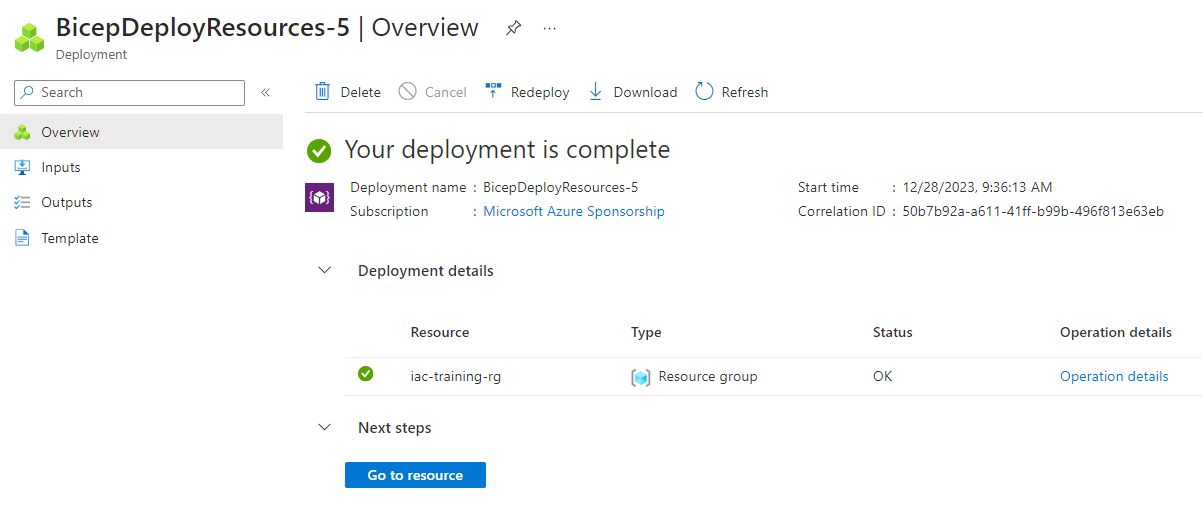 BicepDeployResources-5 | Overview
Deployment
Search
Delete Cancel Redeploy Download Refresh
Overview
Inputs
Outputs
Template
Your deployment is complete
Deployment name : BicepDeployResources-5 Start time : 12/28/2023, 9:36:13 AM
Subscription : Microsoft Azure Sponsorship Correlation ID : 50b7b92a-a611-41ff-b99b-496f813e63eb
Deployment details
Resource Type Status Operation details
iac-training-rg Resource group OK Operation details
Next steps
Go to resource